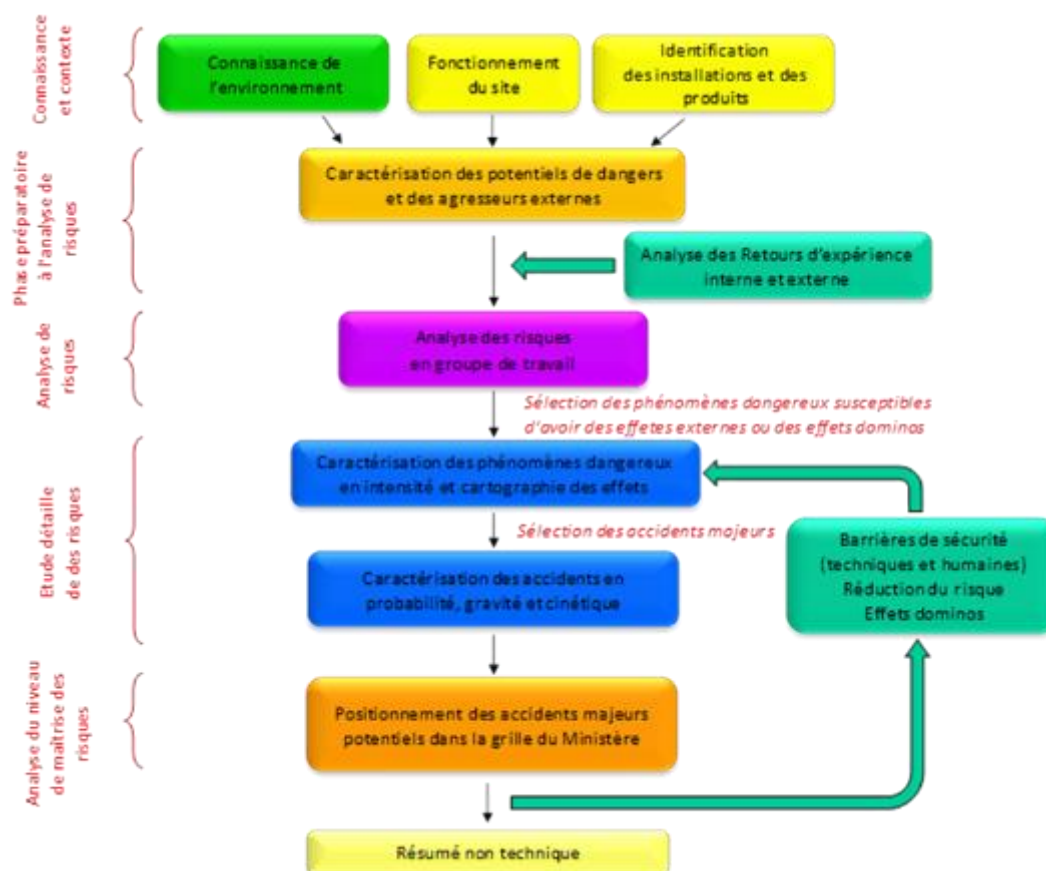 Connaissance
et contexte
Connaissance de
l'environnement
Fonctionnement
du site
Identification
des installations et des
produits
Phase préparatoire
à l'analyse de
risques
Caractérisation des potentiels de dangers
et des agresseurs externes
Analyse des Retours d'expérience
interne et externe
Analyse de
risques
Analyse des risques
en groupe de travail
Sélection des phénomènes dangereux susceptibles
d'avoir des effetes externes ou des effets dominos
Etude détaille
de des risques
Caractérisation des phénomènes dangereux
en intensité et cartographie des effets
Sélection des accidents majeurs
Caractérisation des accidents en
probabilité, gravité et cinétique
Barrières de sécurité
(techniques et humaines)
Réduction du risque
Effets dominos
Analyse du niveau
de maîtrise des
risques
Positionnement des accidents majeurs
potentiels dans la grille du Ministère
Résumé non technique